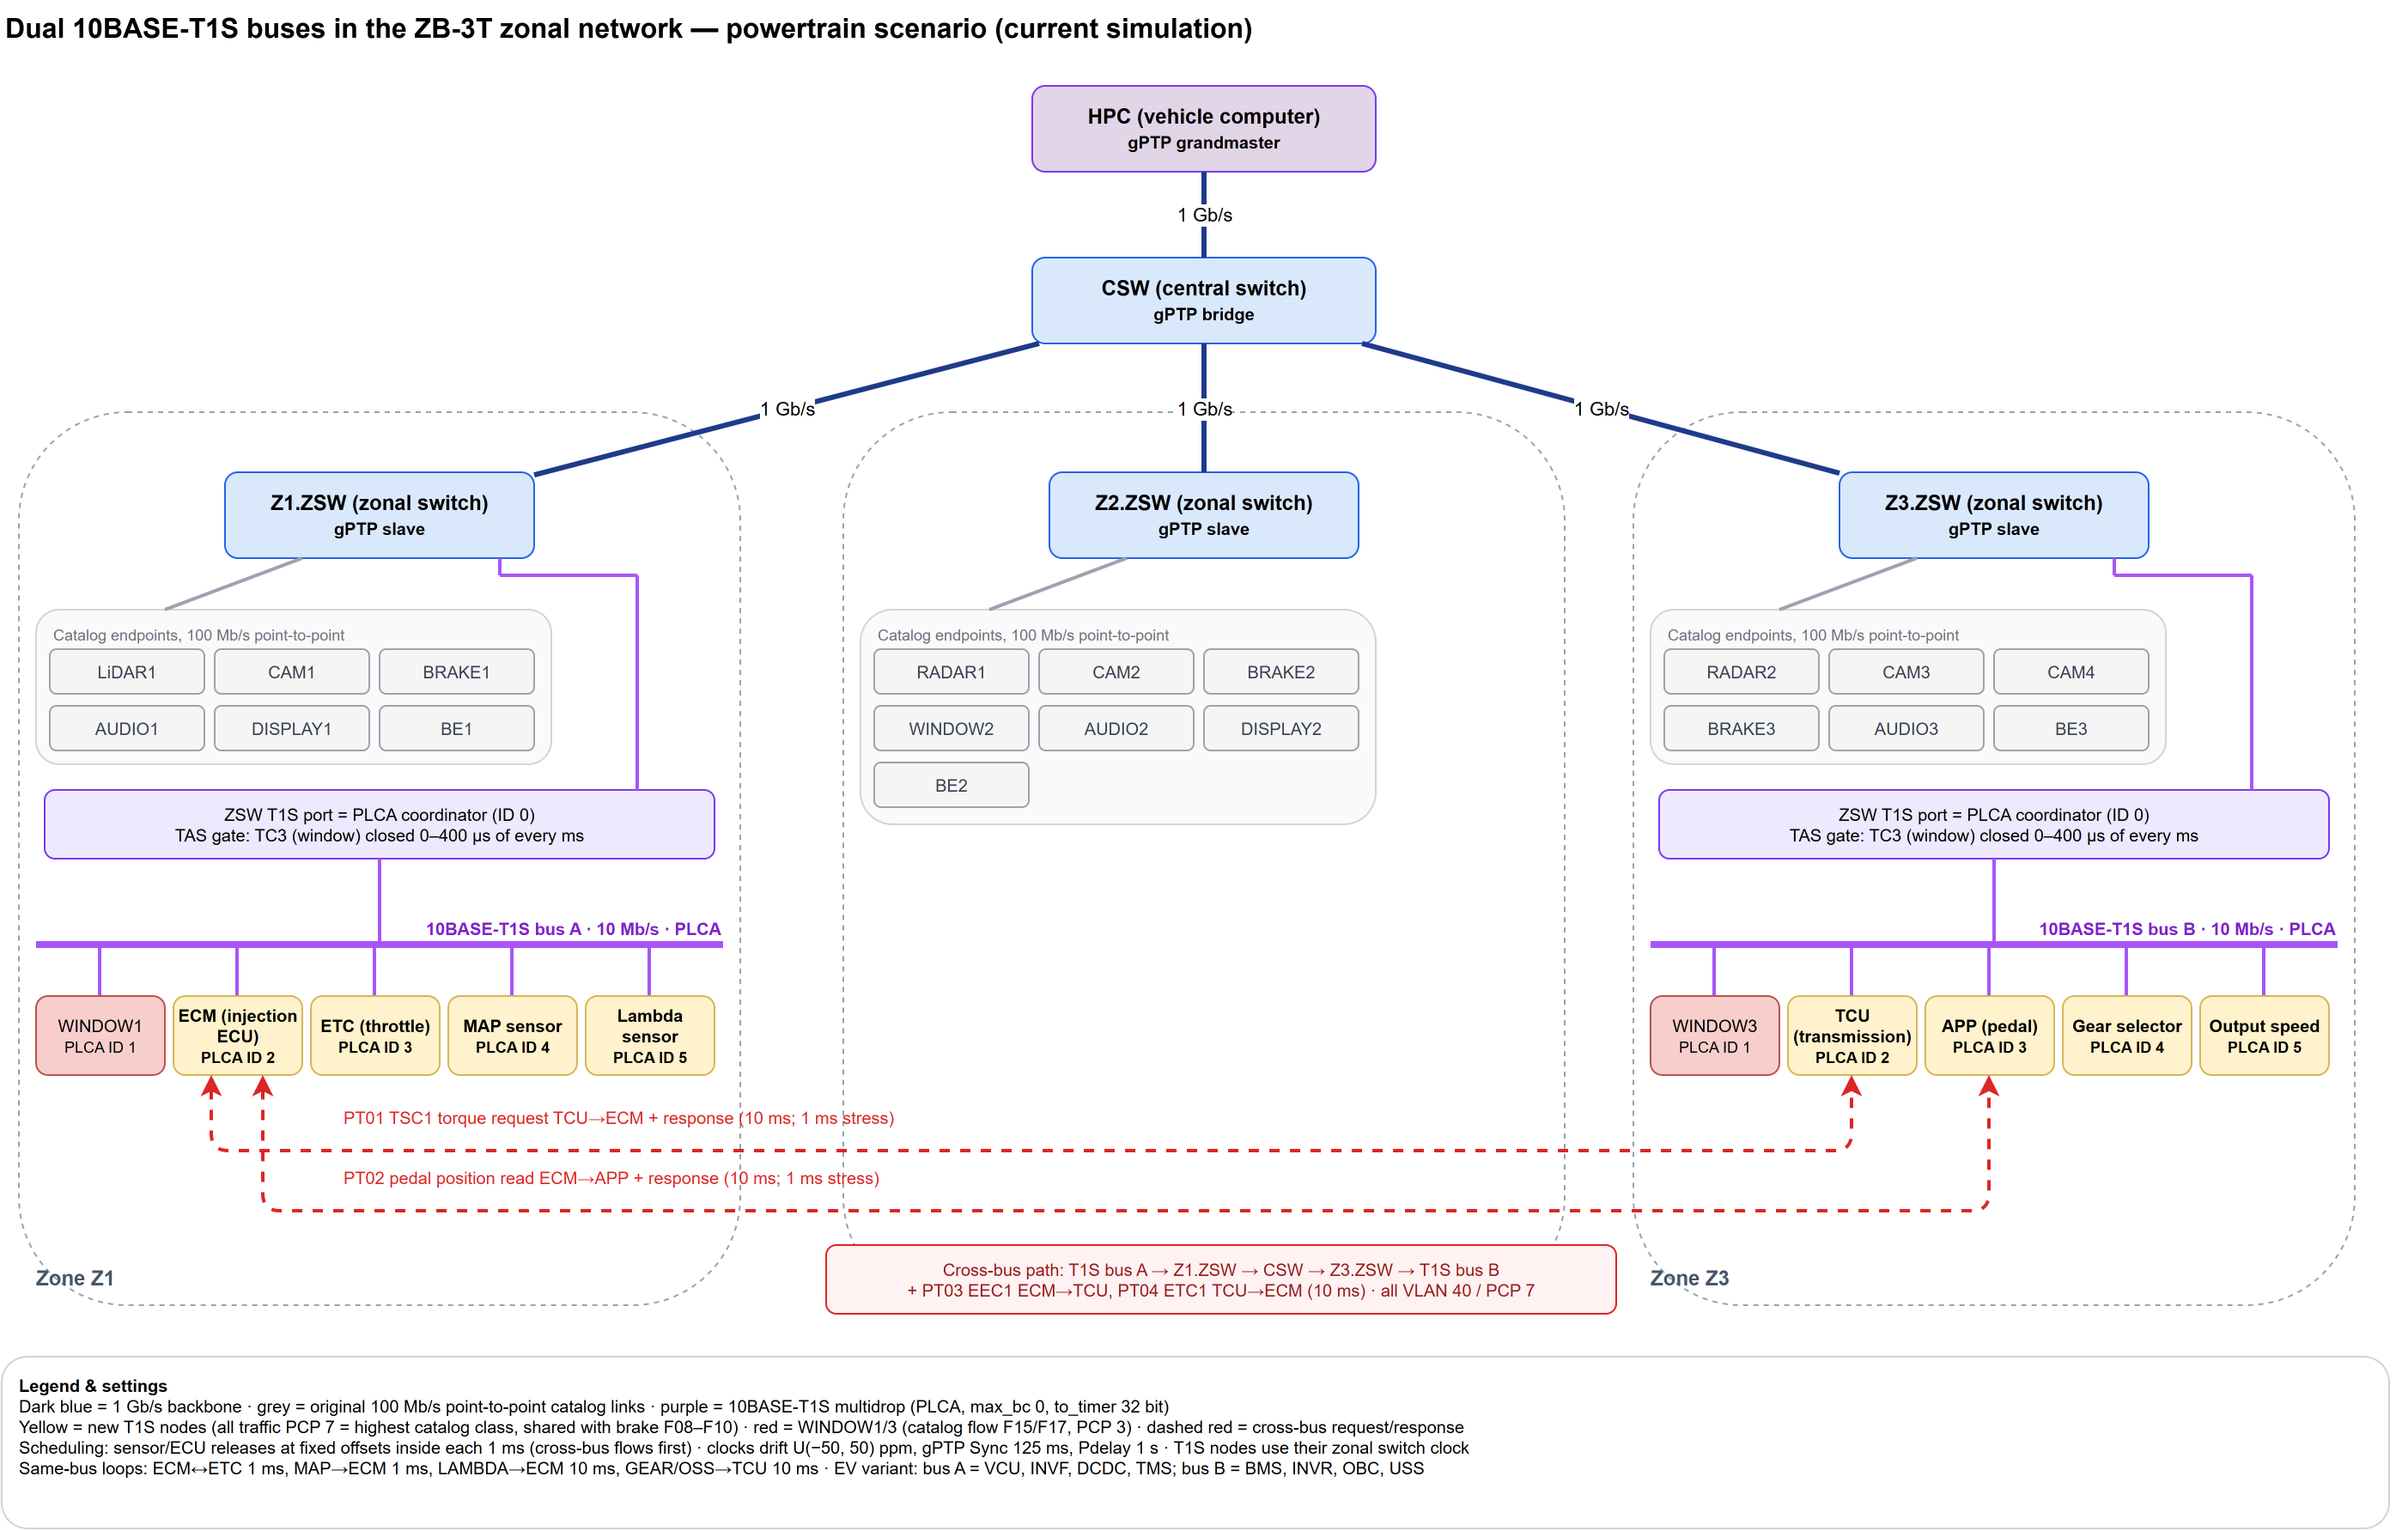 Dual 10BASE-T1S buses in the ZB-3T zonal network — powertrain scenario (current simulation)
HPC (vehicle computer)
gPTP grandmaster
1 Gb/s
CSW (central switch)
gPTP bridge
1 Gb/s
1 Gb/s
1 Gb/s
Z1.ZSW (zonal switch)
gPTP slave
Z2.ZSW (zonal switch)
gPTP slave
Z3.ZSW (zonal switch)
gPTP slave
Catalog endpoints, 100 Mb/s point-to-point
LiDAR1
CAM1
BRAKE1
AUDIO1
DISPLAY1
BE1
Catalog endpoints, 100 Mb/s point-to-point
RADAR1
CAM2
BRAKE2
WINDOW2
AUDIO2
DISPLAY2
BE2
Catalog endpoints, 100 Mb/s point-to-point
RADAR2
CAM3
CAM4
BRAKE3
AUDIO3
BE3
ZSW T1S port = PLCA coordinator (ID 0)
TAS gate: TC3 (window) closed 0–400 µs of every ms
ZSW T1S port = PLCA coordinator (ID 0)
TAS gate: TC3 (window) closed 0–400 µs of every ms
10BASE-T1S bus A · 10 Mb/s · PLCA
10BASE-T1S bus B · 10 Mb/s · PLCA
WINDOW1
PLCA ID 1
ECM (injection
ECU)
PLCA ID 2
ETC (throttle)
PLCA ID 3
MAP sensor
PLCA ID 4
Lambda
sensor
PLCA ID 5
WINDOW3
PLCA ID 1
TCU
(transmission)
PLCA ID 2
APP (pedal)
PLCA ID 3
Gear selector
PLCA ID 4
Output speed
PLCA ID 5
PT01 TSC1 torque request TCU→ECM + response (10 ms; 1 ms stress)
PT02 pedal position read ECM→APP + response (10 ms; 1 ms stress)
Zone Z1
Cross-bus path: T1S bus A → Z1.ZSW → CSW → Z3.ZSW → T1S bus B
+ PT03 EEC1 ECM→TCU, PT04 ETC1 TCU→ECM (10 ms) · all VLAN 40 / PCP 7
Zone Z3
Legend & settings
Dark blue = 1 Gb/s backbone · grey = original 100 Mb/s point-to-point catalog links · purple = 10BASE-T1S multidrop (PLCA, max_bc 0, to_timer 32 bit)
Yellow = new T1S nodes (all traffic PCP 7 = highest catalog class, shared with brake F08–F10) · red = WINDOW1/3 (catalog flow F15/F17, PCP 3) · dashed red = cross-bus request/response
Scheduling: sensor/ECU releases at fixed offsets inside each 1 ms (cross-bus flows first) · clocks drift U(−50, 50) ppm, gPTP Sync 125 ms, Pdelay 1 s · T1S nodes use their zonal switch clock
Same-bus loops: ECM↔ETC 1 ms, MAP→ECM 1 ms, LAMBDA→ECM 10 ms, GEAR/OSS→TCU 10 ms · EV variant: bus A = VCU, INVF, DCDC, TMS; bus B = BMS, INVR, OBC, USS